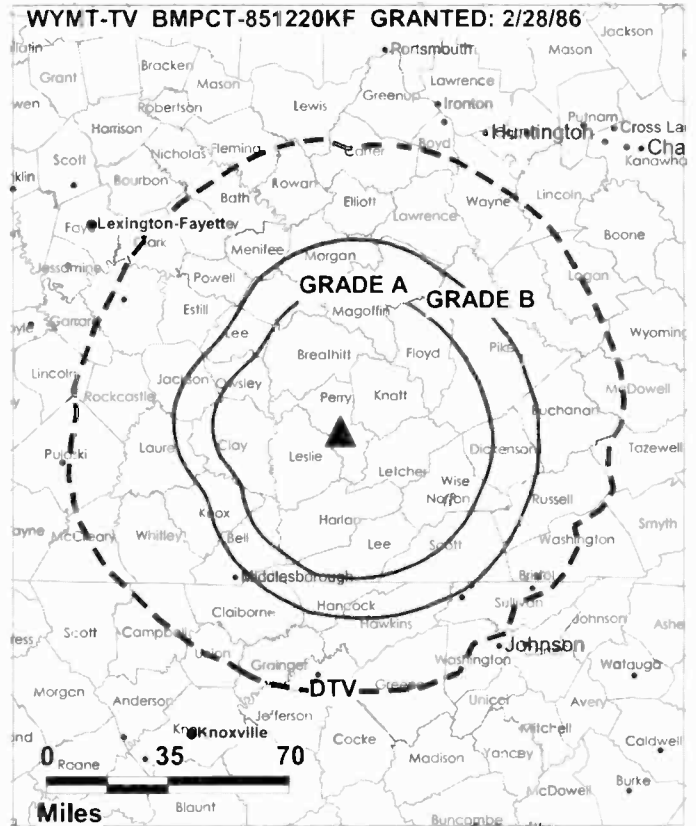 WYMT-TV BMPCT-851220KF GRANTED: 2/28/86
Jackson
Portsmouth
Mason
Grant
Bracken
Mason
Lawrence
Greenup
Ironton
Robertson
Lewis
Harrison
Huntington
Putnam
Cross La
Cha
Kanawha
Nicholas
Fleming
Carter
Boyd
Scott
Bourbon
Rowan
Bath
Elliott
Wayne
Lincoln
Lawrence
Lexington-Fayette
Clark
Boone
Menifee
Morgan
Jessamine
Powell
Logan
GRADE A
GRADE B
Estill
Magoffin
Garrard
Lee
Wyoming
Breathitt
Floyd
Pike
Lincoln
Jackson
Owsley
McDowell
Rockcastle
Perry
Knott
Buchanan
Laurel
Clay
Pulaski
Leslie
Dickenson
Tazewell
Letcher
Wise
Norton
Russell
Knox
Harlan
Smyth
McCreary
Whitley
Bell
Lee
Scott
Washington
Middlesborough
Bristol
Claiborne
Hancock
Sullivan
Hawkins
Johnson
Ashe
Scott
Campbell
Union
Johnson
Grainger
Washington
Watauga
DTV
Greene
Morgan
Anderson
Unicoi
Avery
Jefferson
Knoxville
Mitchell
Cocke
Caldwell
0 35 70
Roane
Madison
Yancey
Burke
McDowell
Miles
Blount
Buncombe